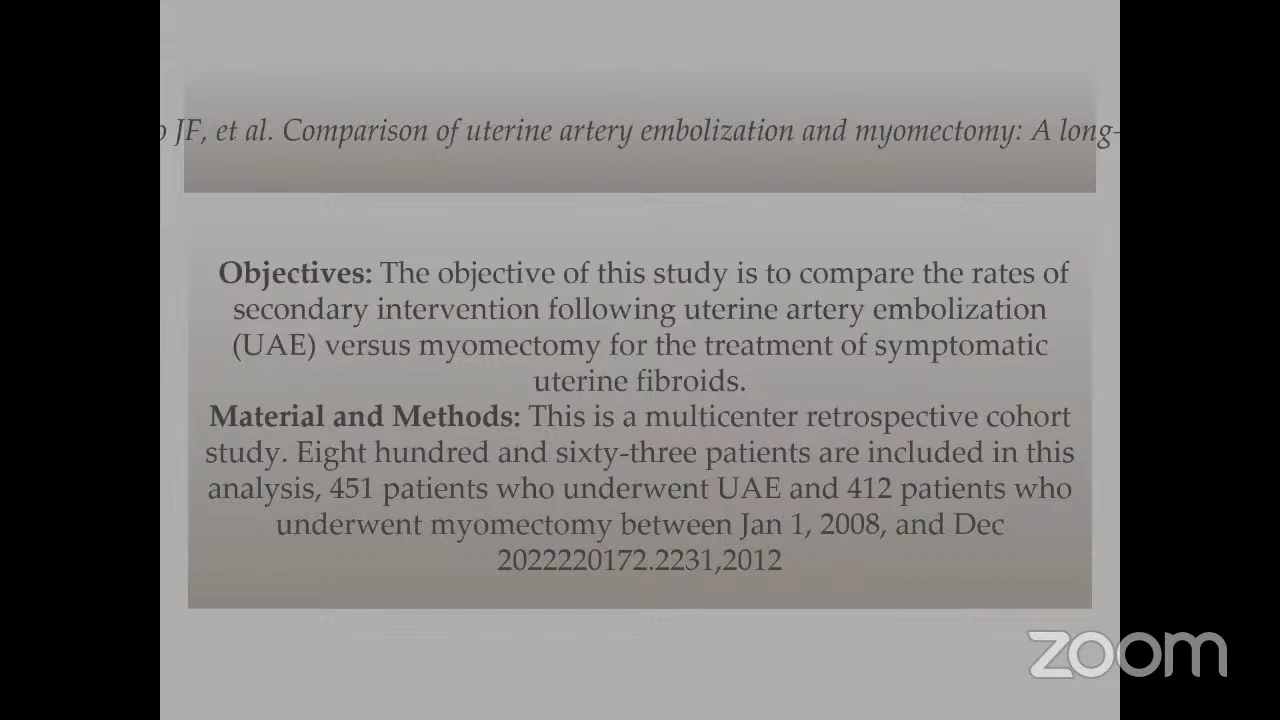 o JF, et al. Comparison of uterine artery embolization and myomectomy: A long-
Objectives: The objective of this study is to compare the rates of
secondary intervention following uterine artery embolization
(UAE) versus myomectomy for the treatment of symptomatic
uterine fibroids.
Material and Methods: This is a multicenter retrospective cohort
study. Eight hundred and sixty-three patients are included in this
analysis, 451 patients who underwent UAE and 412 patients who
underwent myomectomy between Jan 1, 2008, and Dec
2022220172.2231,2012
zoom